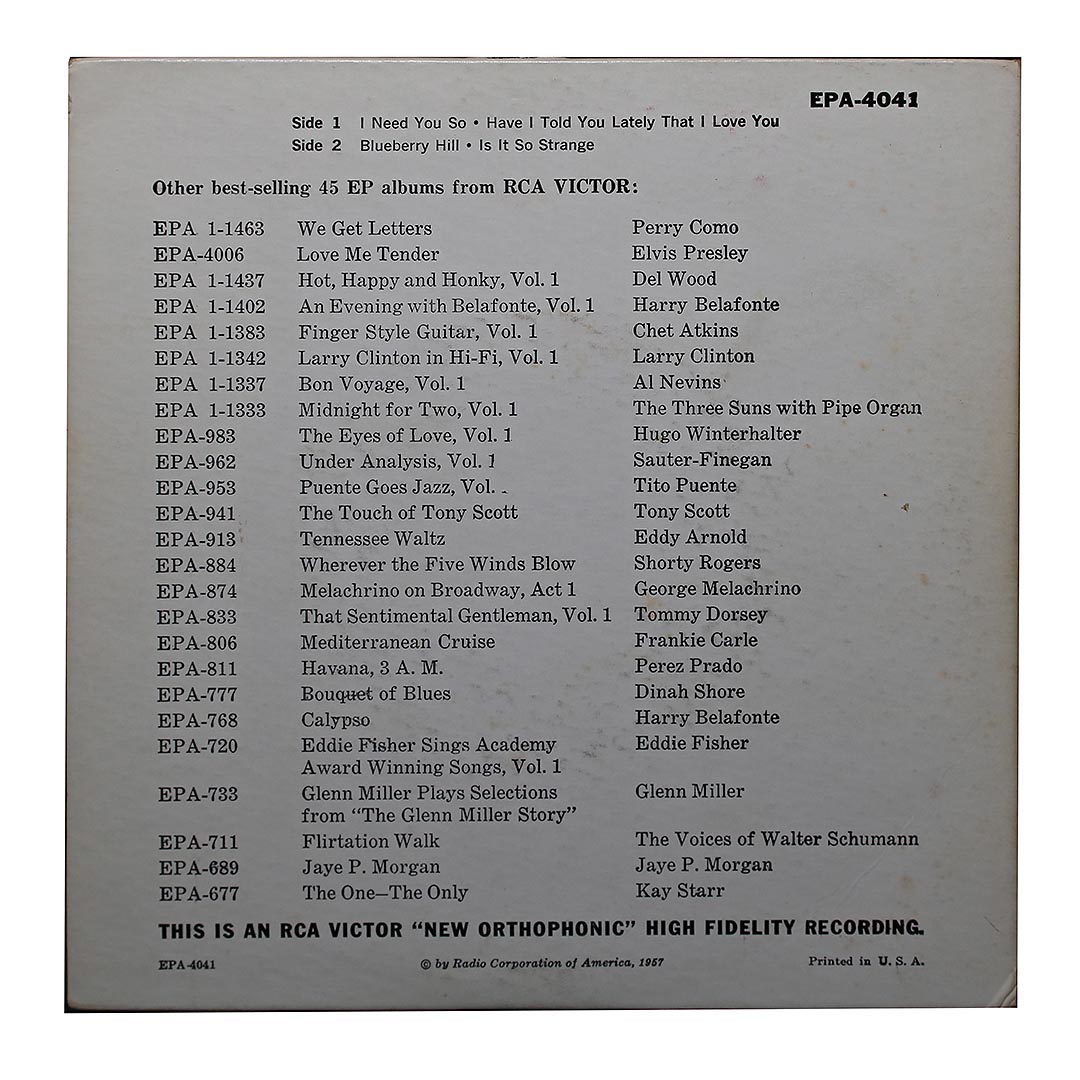 EPA-4041
Side 1 I Need You So • Have I Told You Lately That I Love You
Side 2 Blueberry Hill • Is It So Strange
Other best-selling 45 EP albums from RCA VICTOR:
EPA 1-1463 We Get Letters Perry Como
EPA-4006 Love Me Tender Elvis Presley
EPA 1-1437 Hot, Happy and Honky, Vol. 1 Del Wood
EPA 1-1402 An Evening with Belafonte, Vol. 1 Harry Belafonte
EPA 1-1383 Finger Style Guitar, Vol. 1 Chet Atkins
EPA 1-1342 Larry Clinton in Hi-Fi, Vol. 1 Larry Clinton
EPA 1-1337 Bon Voyage, Vol. 1 Al Nevins
EPA 1-1333 Midnight for Two, Vol. 1 The Three Suns with Pipe Organ
EPA-983 The Eyes of Love, Vol. 1 Hugo Winterhalter
EPA-962 Under Analysis, Vol. 1 Sauter-Finegan
EPA-953 Puente Goes Jazz, Vol. Tito Puente
EPA-941 The Touch of Tony Scott Tony Scott
EPA-913 Tennessee Waltz Eddy Arnold
EPA-884 Wherever the Five Winds Blow Shorty Rogers
EPA-874 Melachrino on Broadway, Act 1 George Melachrino
EPA-833 That Sentimental Gentleman, Vol. 1 Tommy Dorsey
EPA-806 Mediterranean Cruise Frankie Carle
EPA-811 Havana, 3 A. M. Perez Prado
EPA-777 Bouquet of Blues Dinah Shore
EPA-768 Calypso Harry Belafonte
EPA-720 Eddie Fisher Sings Academy Eddie Fisher
Award Winning Songs, Vol. 1
EPA-733 Glenn Miller Plays Selections Glenn Miller
from “The Glenn Miller Story”
EPA-711 Flirtation Walk The Voices of Walter Schumann
EPA-689 Jaye P. Morgan Jaye P. Morgan
EPA-677 The One—The Only Kay Starr
THIS IS AN RCA VICTOR “NEW ORTHOPHONIC” HIGH FIDELITY RECORDING.
EPA-4041 © by Radio Corporation of America, 1957 Printed in U. S. A.